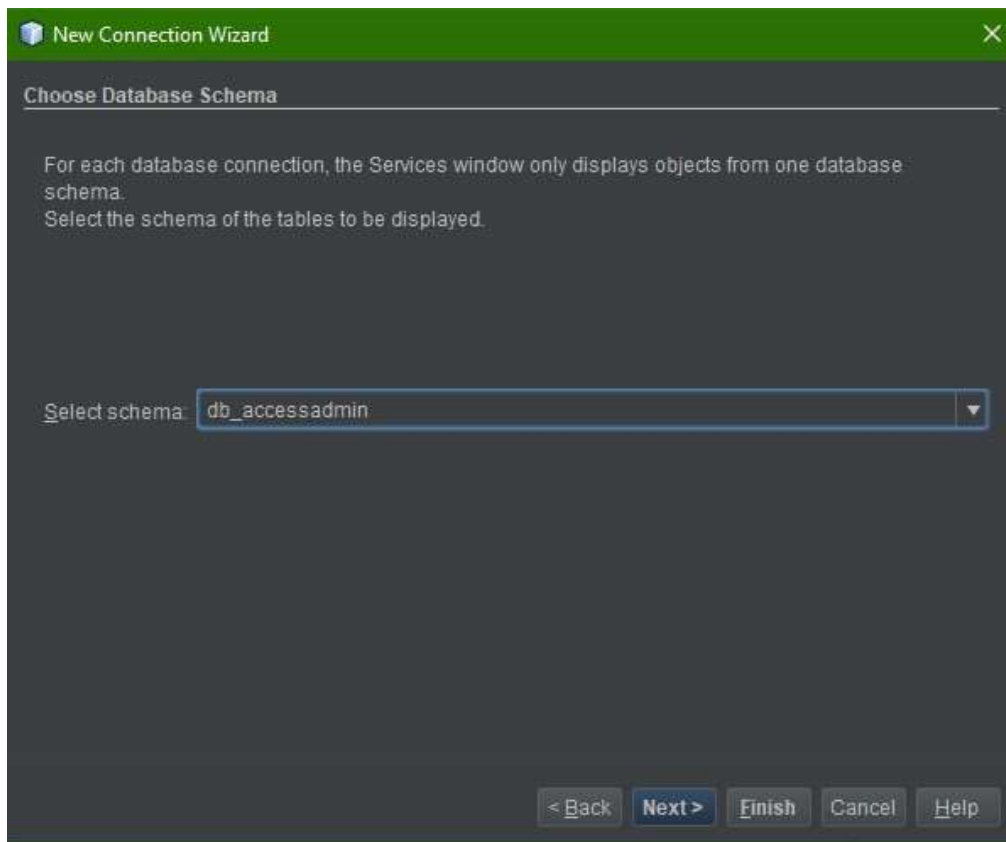 New Connection Wizard
Choose Database Schema
For each database connection, the Services window only displays objects from one database
schema.
Select the schema of the tables to be displayed.
Select schema: db_accessadmin
< Back Next > Finish Cancel Help